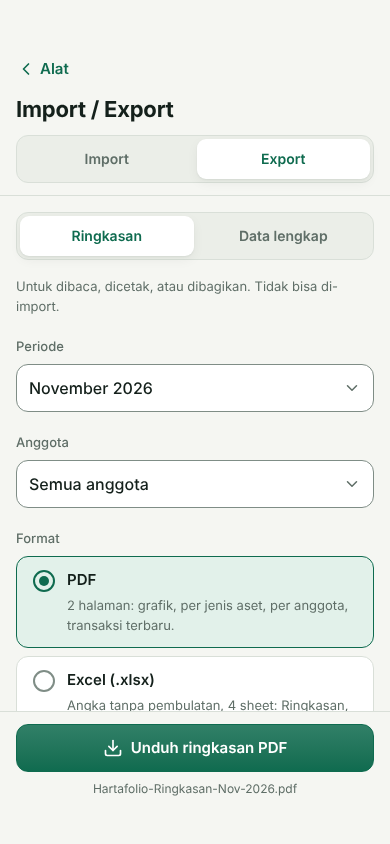 Alat
Import / Export
Import
Export
Ringkasan
Data lengkap
Untuk dibaca, dicetak, atau dibagikan. Tidak bisa di-
import.
Periode
November 2026
Anggota
Semua anggota
Format
PDF
2 halaman: grafik, per jenis aset, per anggota,
transaksi terbaru.
Excel (.xlsx)
Angka tanpa pembulatan, 4 sheet: Ringkasan,
Unduh ringkasan PDF
Hartafolio-Ringkasan-Nov-2026.pdf